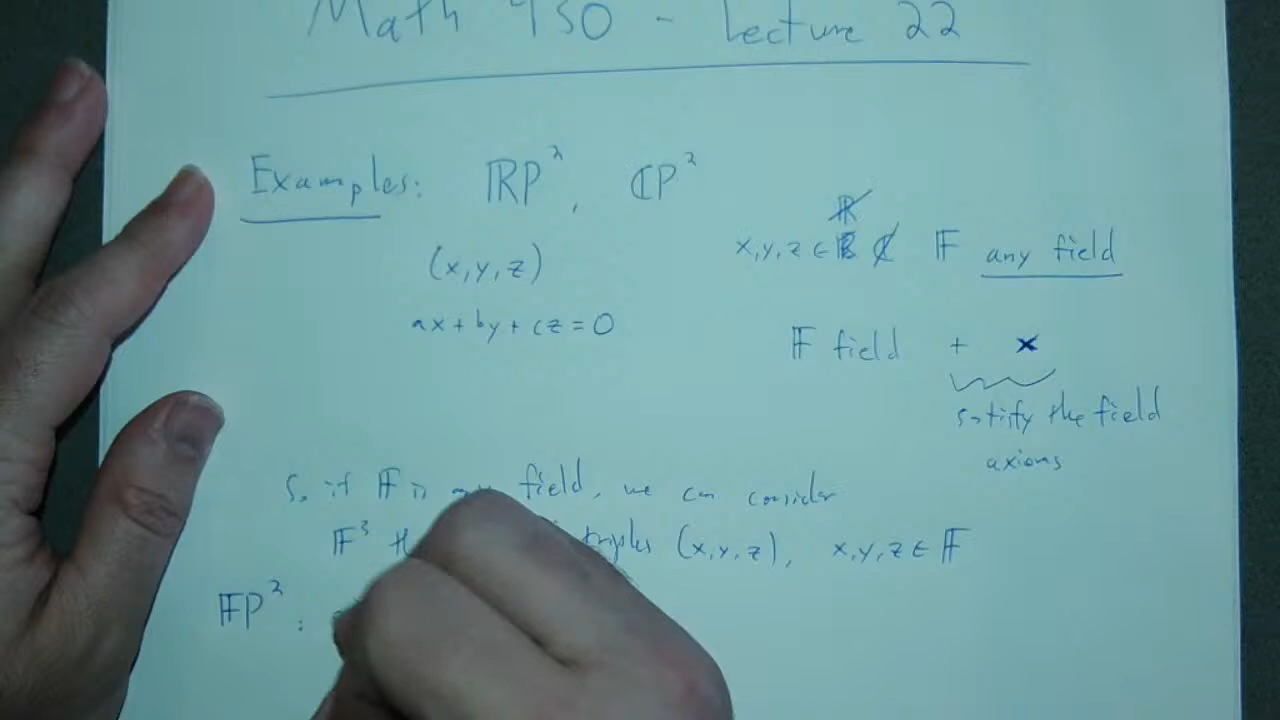 Math 430 - Lecture 22
Examples: ℝP², ℂP²
(x,y,z)
ax + by + cz = 0
ℝ
x,y,z ∈ ℂ 𝔽 any field
𝔽 field + ×
satisfy the field
axioms
So if 𝔽 is any field, we can consider
𝔽³ triples (x,y,z), x,y,z ∈ 𝔽
𝔽P² :